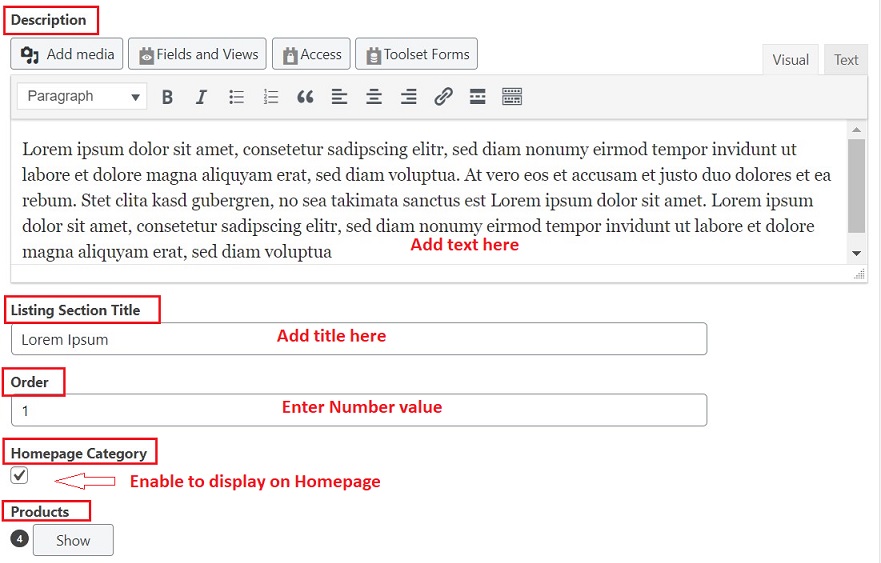 Description
Add media Fields and Views Access Toolset Forms
Visual Text
Paragraph
Lorem ipsum dolor sit amet, consetetur sadipscing elitr, sed diam nonumy eirmod tempor invidunt ut
labore et dolore magna aliquyam erat, sed diam voluptua. At vero eos et accusam et justo duo dolores et ea
rebum. Stet clita kasd gubergren, no sea takimata sanctus est Lorem ipsum dolor sit amet. Lorem ipsum
dolor sit amet, consetetur sadipscing elitr, sed diam nonumy eirmod tempor invidunt ut labore et dolore
magna aliquyam erat, sed diam voluptua
Add text here
Listing Section Title
Lorem Ipsum
Add title here
Order
1
Enter Number value
Homepage Category
Enable to display on Homepage
Products
4 Show